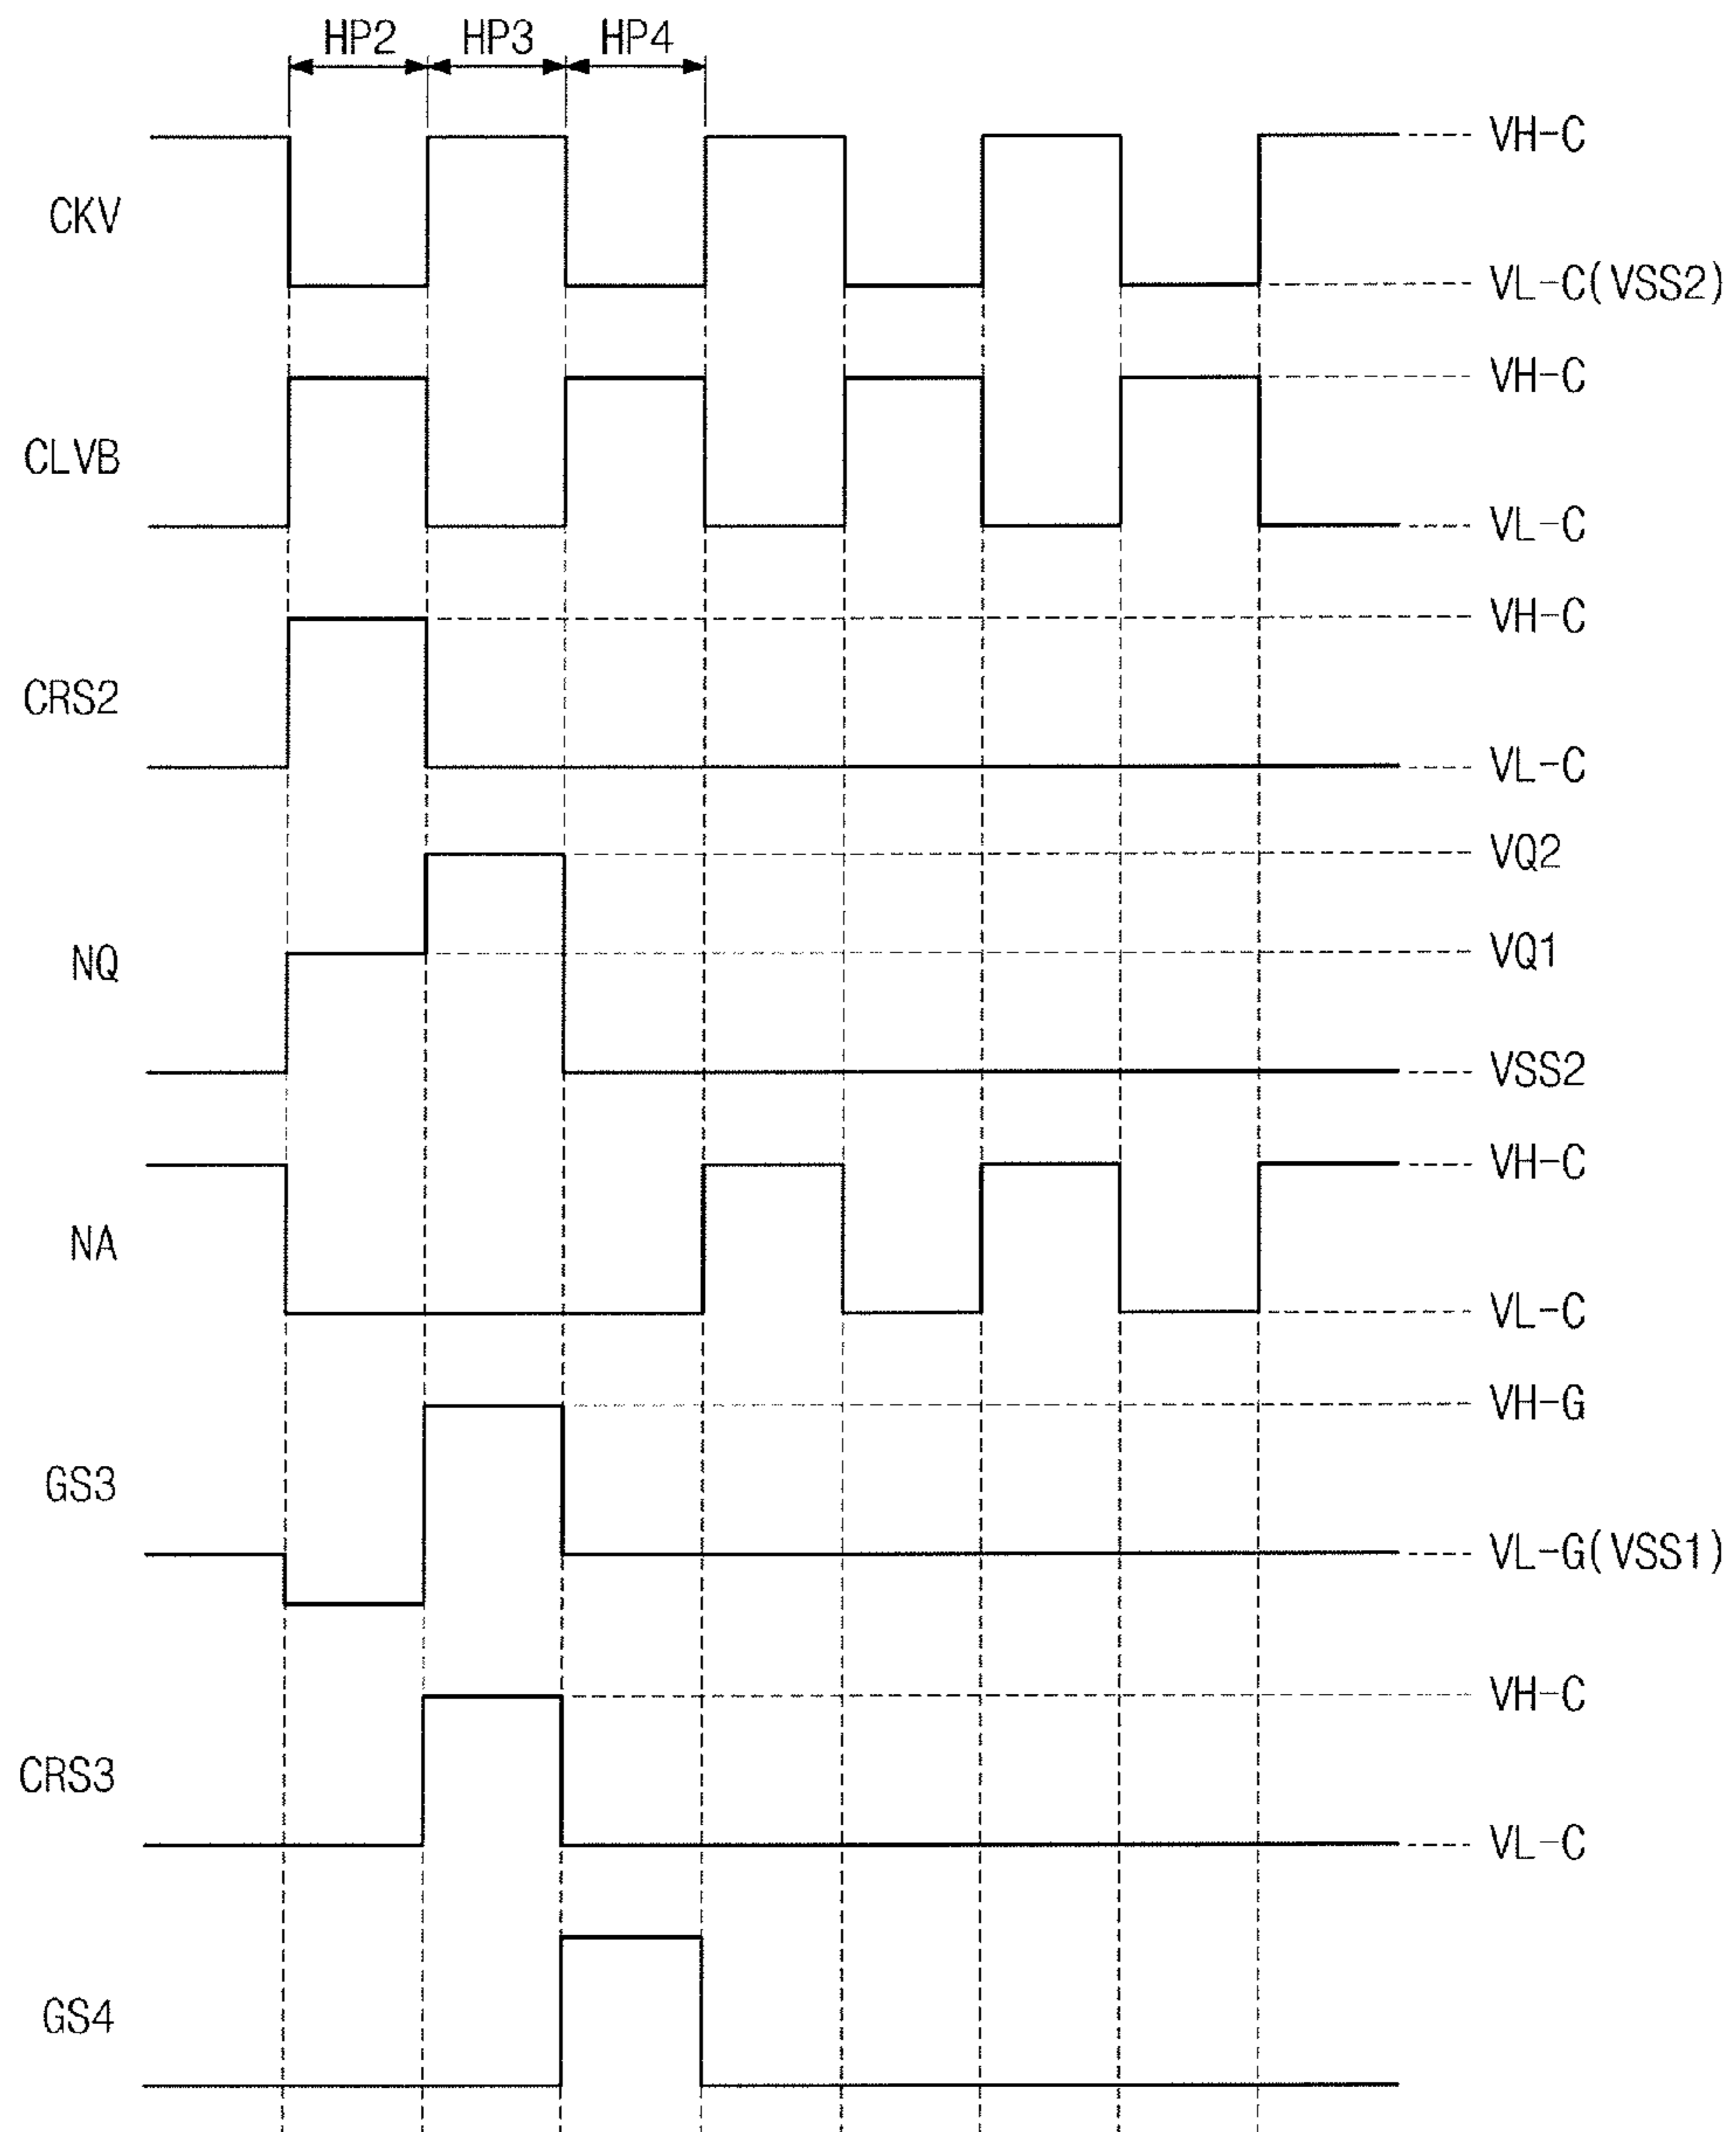 HP2 HP3 HP4
VH-C
CKV
VL-C(VSS2)
VH-C
CLVB
VL-C
VH-C
CRS2
VL-C
VQ2
NQ
VQ1
VSS2
VH-C
NA
VL-C
VH-G
GS3
VL-G(VSS1)
VH-C
CRS3
VL-C
GS4